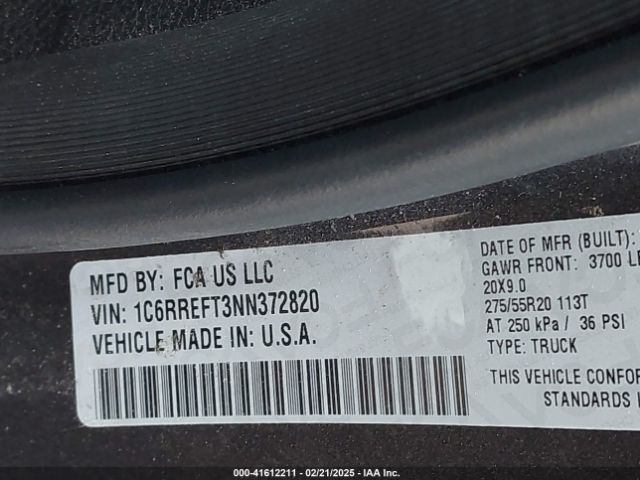 MFD BY: FCA US LLC
VIN: 1C6RREFT3NN372820
VEHICLE MADE IN: U.S.A.
DATE OF MFR (BUILT):
GAWR FRONT: 3700 LB
20X9.0
275/55R20 113T
AT 250 kPa / 36 PSI
TYPE: TRUCK
THIS VEHICLE CONFOR
STANDARDS I
000-41612211 - 02/21/2025 - IAA Inc.